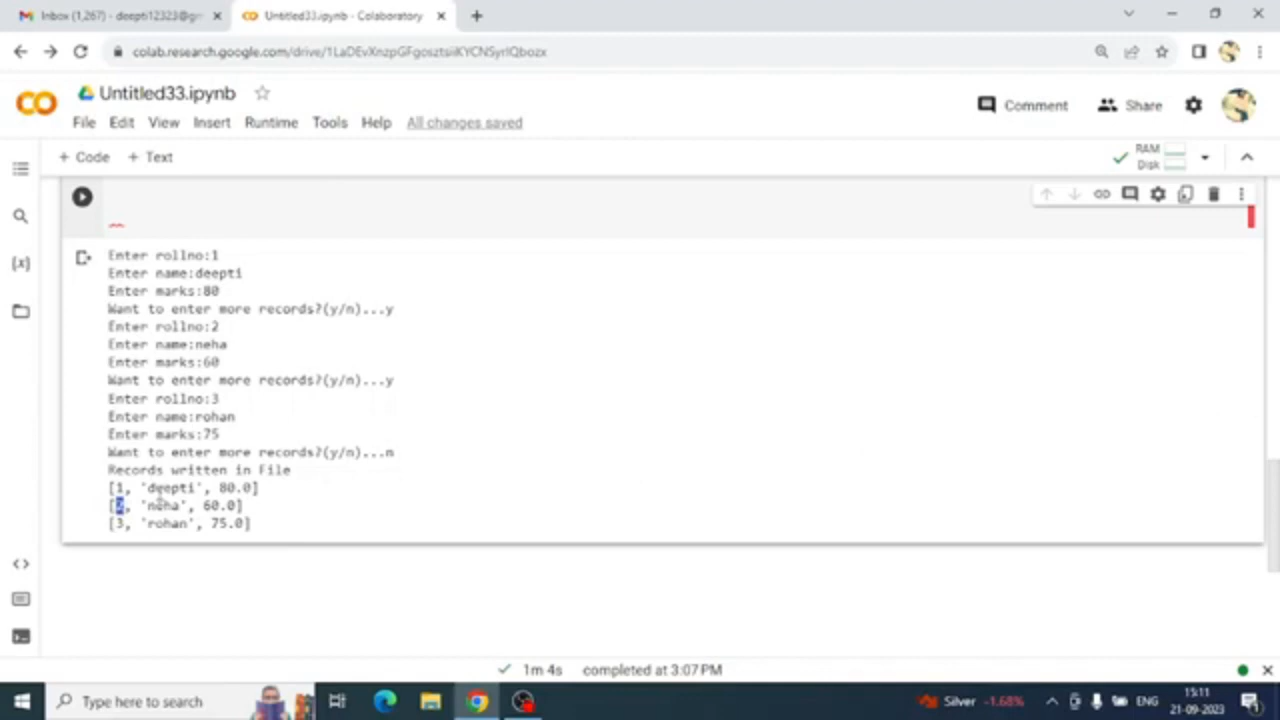 Inbox (1,267) - deepti12323@gm
Untitled33.ipynb - Colaboratory
colab.research.google.com/drive/
Untitled33.ipynb
Comment
Share
File Edit View Insert Runtime Tools Help All changes saved
+ Code + Text
RAM
Disk
Enter rollno:1
Enter name:deepti
Enter marks:80
Want to enter more records?(y/n)...y
Enter rollno:2
Enter name:neha
Enter marks:60
Want to enter more records?(y/n)...y
Enter rollno:3
Enter name:rohan
Enter marks:75
Want to enter more records?(y/n)...n
Records written in File
[1, 'deepti', 80.0]
[2, 'neha', 60.0]
[3, 'rohan', 75.0]
1m 4s completed at 3:07 PM
Type here to search
Silver -1.68%
ENG
15:11
21-09-2023